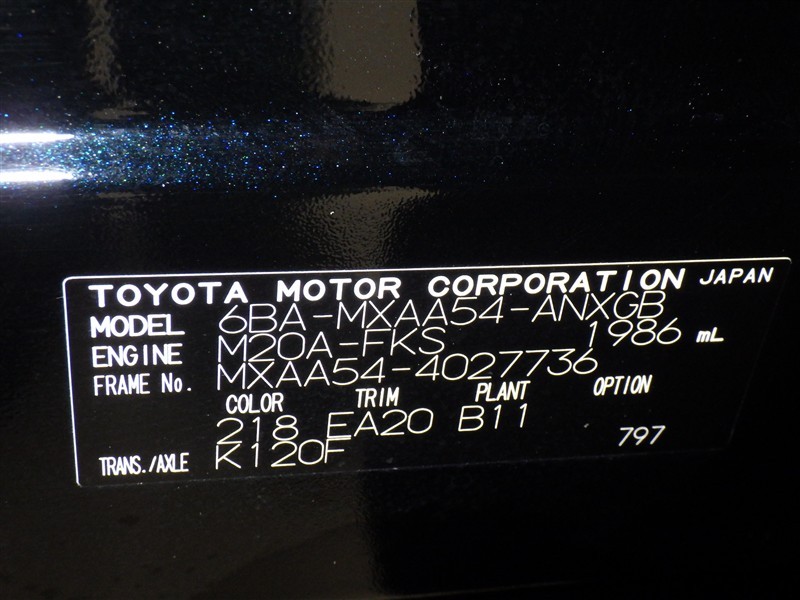 TOYOTA MOTOR CORPORATION JAPAN
MODEL 6BA-MXAA54-ANXGB
ENGINE M20A-FKS 1986 mL
FRAME No. MXAA54-4027736
COLOR TRIM PLANT OPTION
218 EA20 B11 797
TRANS./AXLE K120F